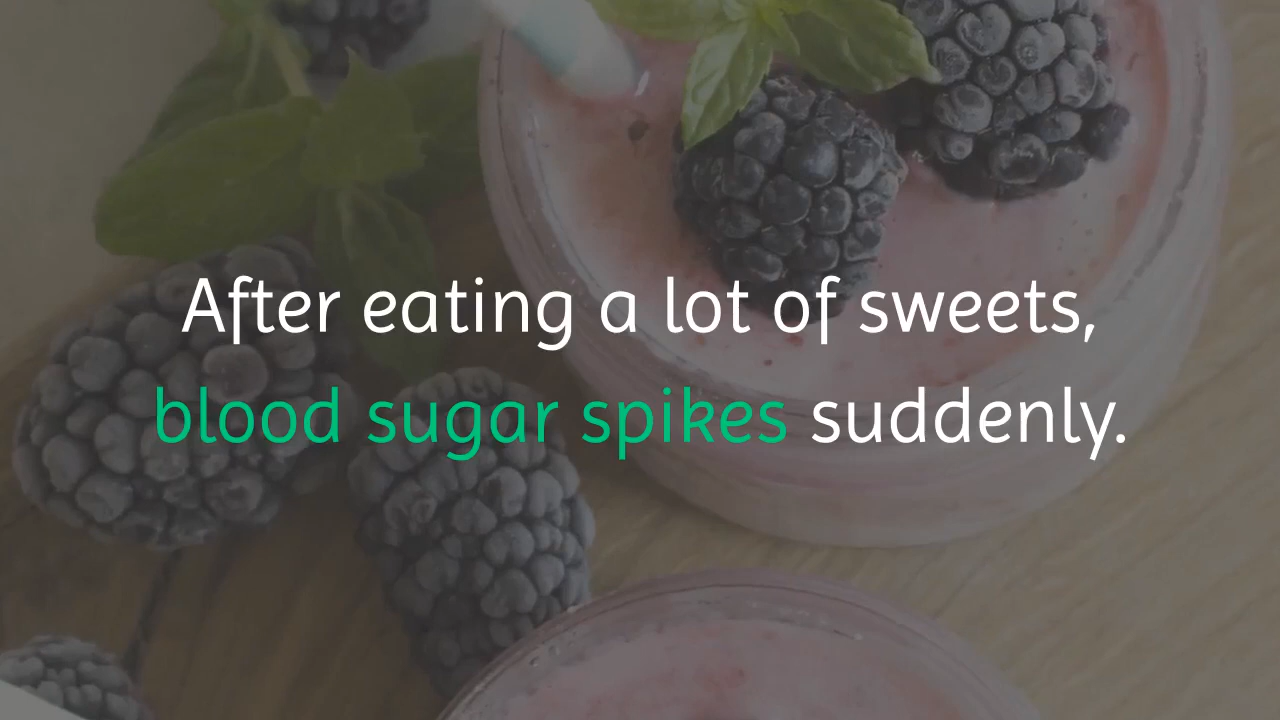 After eating a lot of sweets,
blood sugar spikes suddenly.